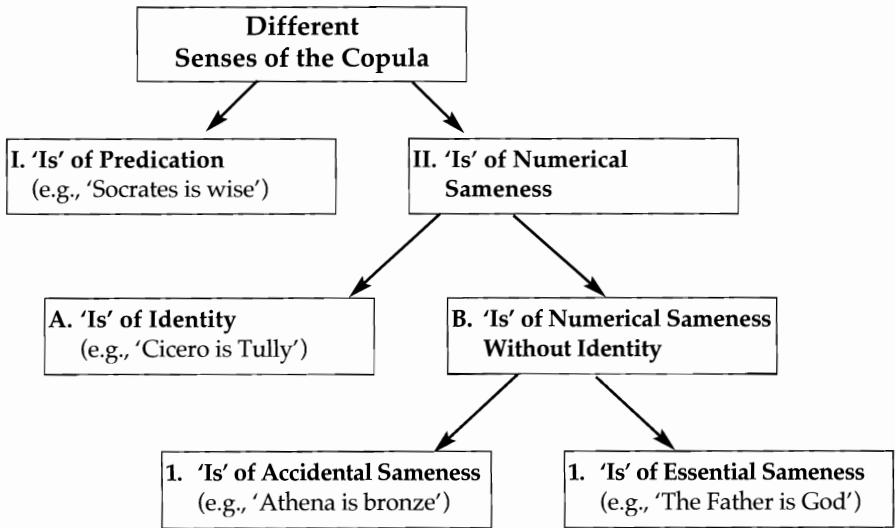 Different
Senses of the Copula
I. ‘Is’ of Predication
(e.g., ‘Socrates is wise’)
II. ‘Is’ of Numerical
Sameness
A. ‘Is’ of Identity
(e.g., ‘Cicero is Tully’)
B. ‘Is’ of Numerical Sameness
Without Identity
1. ‘Is’ of Accidental Sameness
(e.g., ‘Athena is bronze’)
1. ‘Is’ of Essential Sameness
(e.g., ‘The Father is God’)